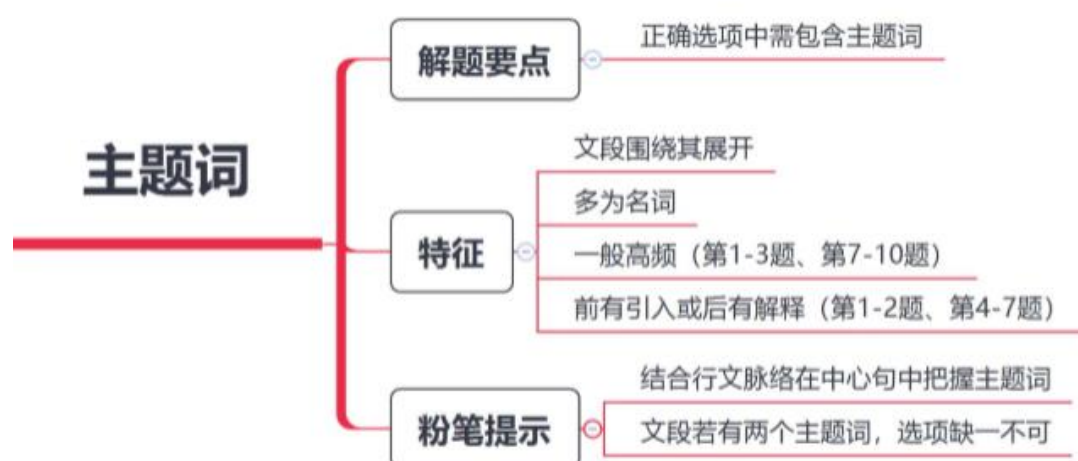 主题词
解题要点
正确选项中需包含主题词
特征
文段围绕其展开
多为名词
一般高频（第1-3题、第7-10题）
前有引入或后有解释（第1-2题、第4-7题）
粉笔提示
结合行文脉络在中心句中把握主题词
文段若有两个主题词，选项缺一不可